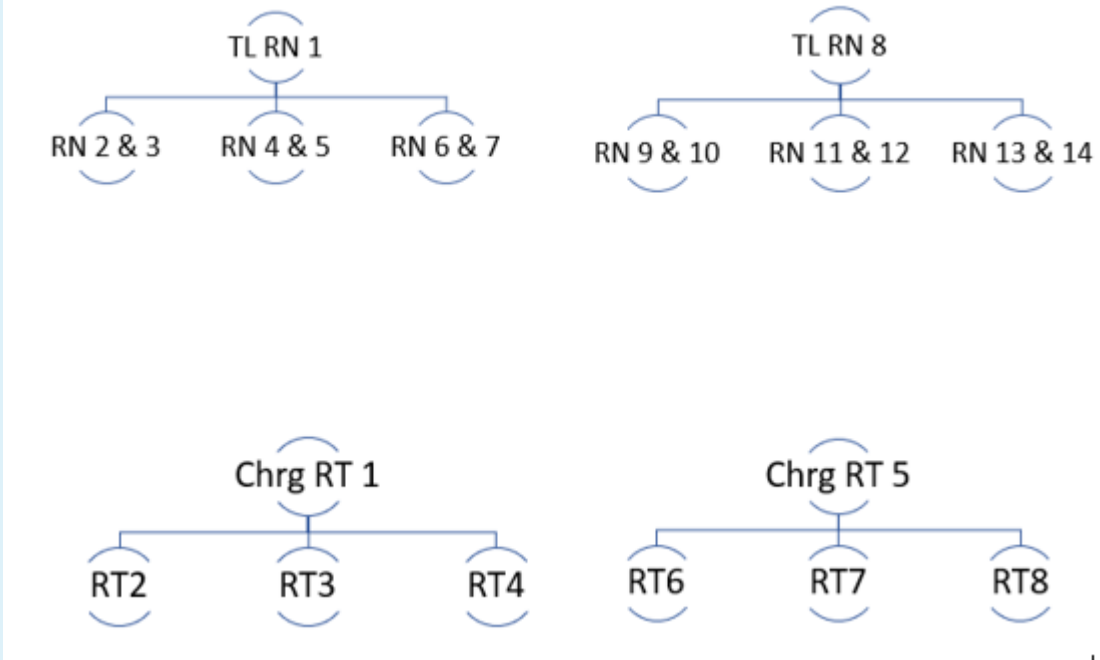 TL RN 1
TL RN 8
RN 2 & 3
RN 4 & 5
RN 6 & 7
RN 9 & 10
RN 11 & 12
RN 13 & 14
Chrg RT 1
Chrg RT 5
RT2
RT3
RT4
RT6
RT7
RT8